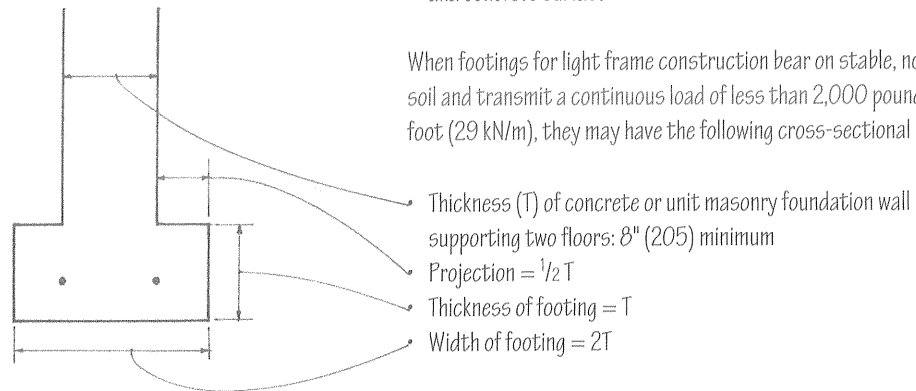 When footings for light frame construction bear on stable,
soil and transmit a continuous load of less than 2,000
foot (29 kN/m), they may have the following cross-sectional
• Thickness (T) of concrete or unit masonry foundation wall
supporting two floors: 8" (205) minimum
• Projection = 1/2 T
• Thickness of footing = T
• Width of footing = 2T